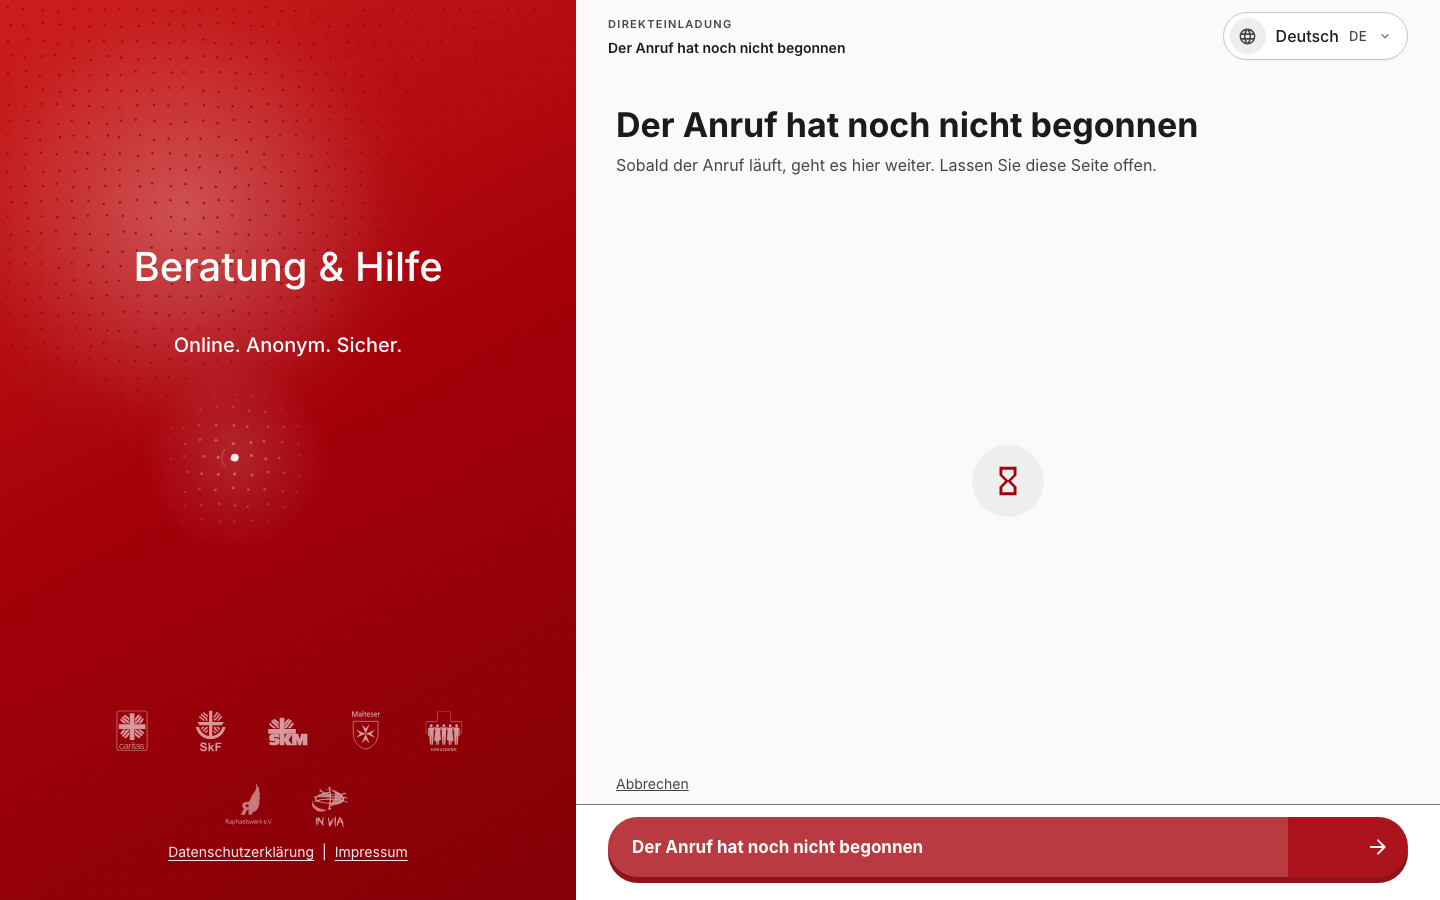 Beratung & Hilfe
Online. Anonym. Sicher.
caritas
SkF
SKM
Malteser
KREUZBUND
Raphaelswerk e.V.
IN VIA
Datenschutzerklärung | Impressum
DIREKTEINLADUNG
Der Anruf hat noch nicht begonnen
Deutsch DE
Der Anruf hat noch nicht begonnen
Sobald der Anruf läuft, geht es hier weiter. Lassen Sie diese Seite offen.
Abbrechen
Der Anruf hat noch nicht begonnen